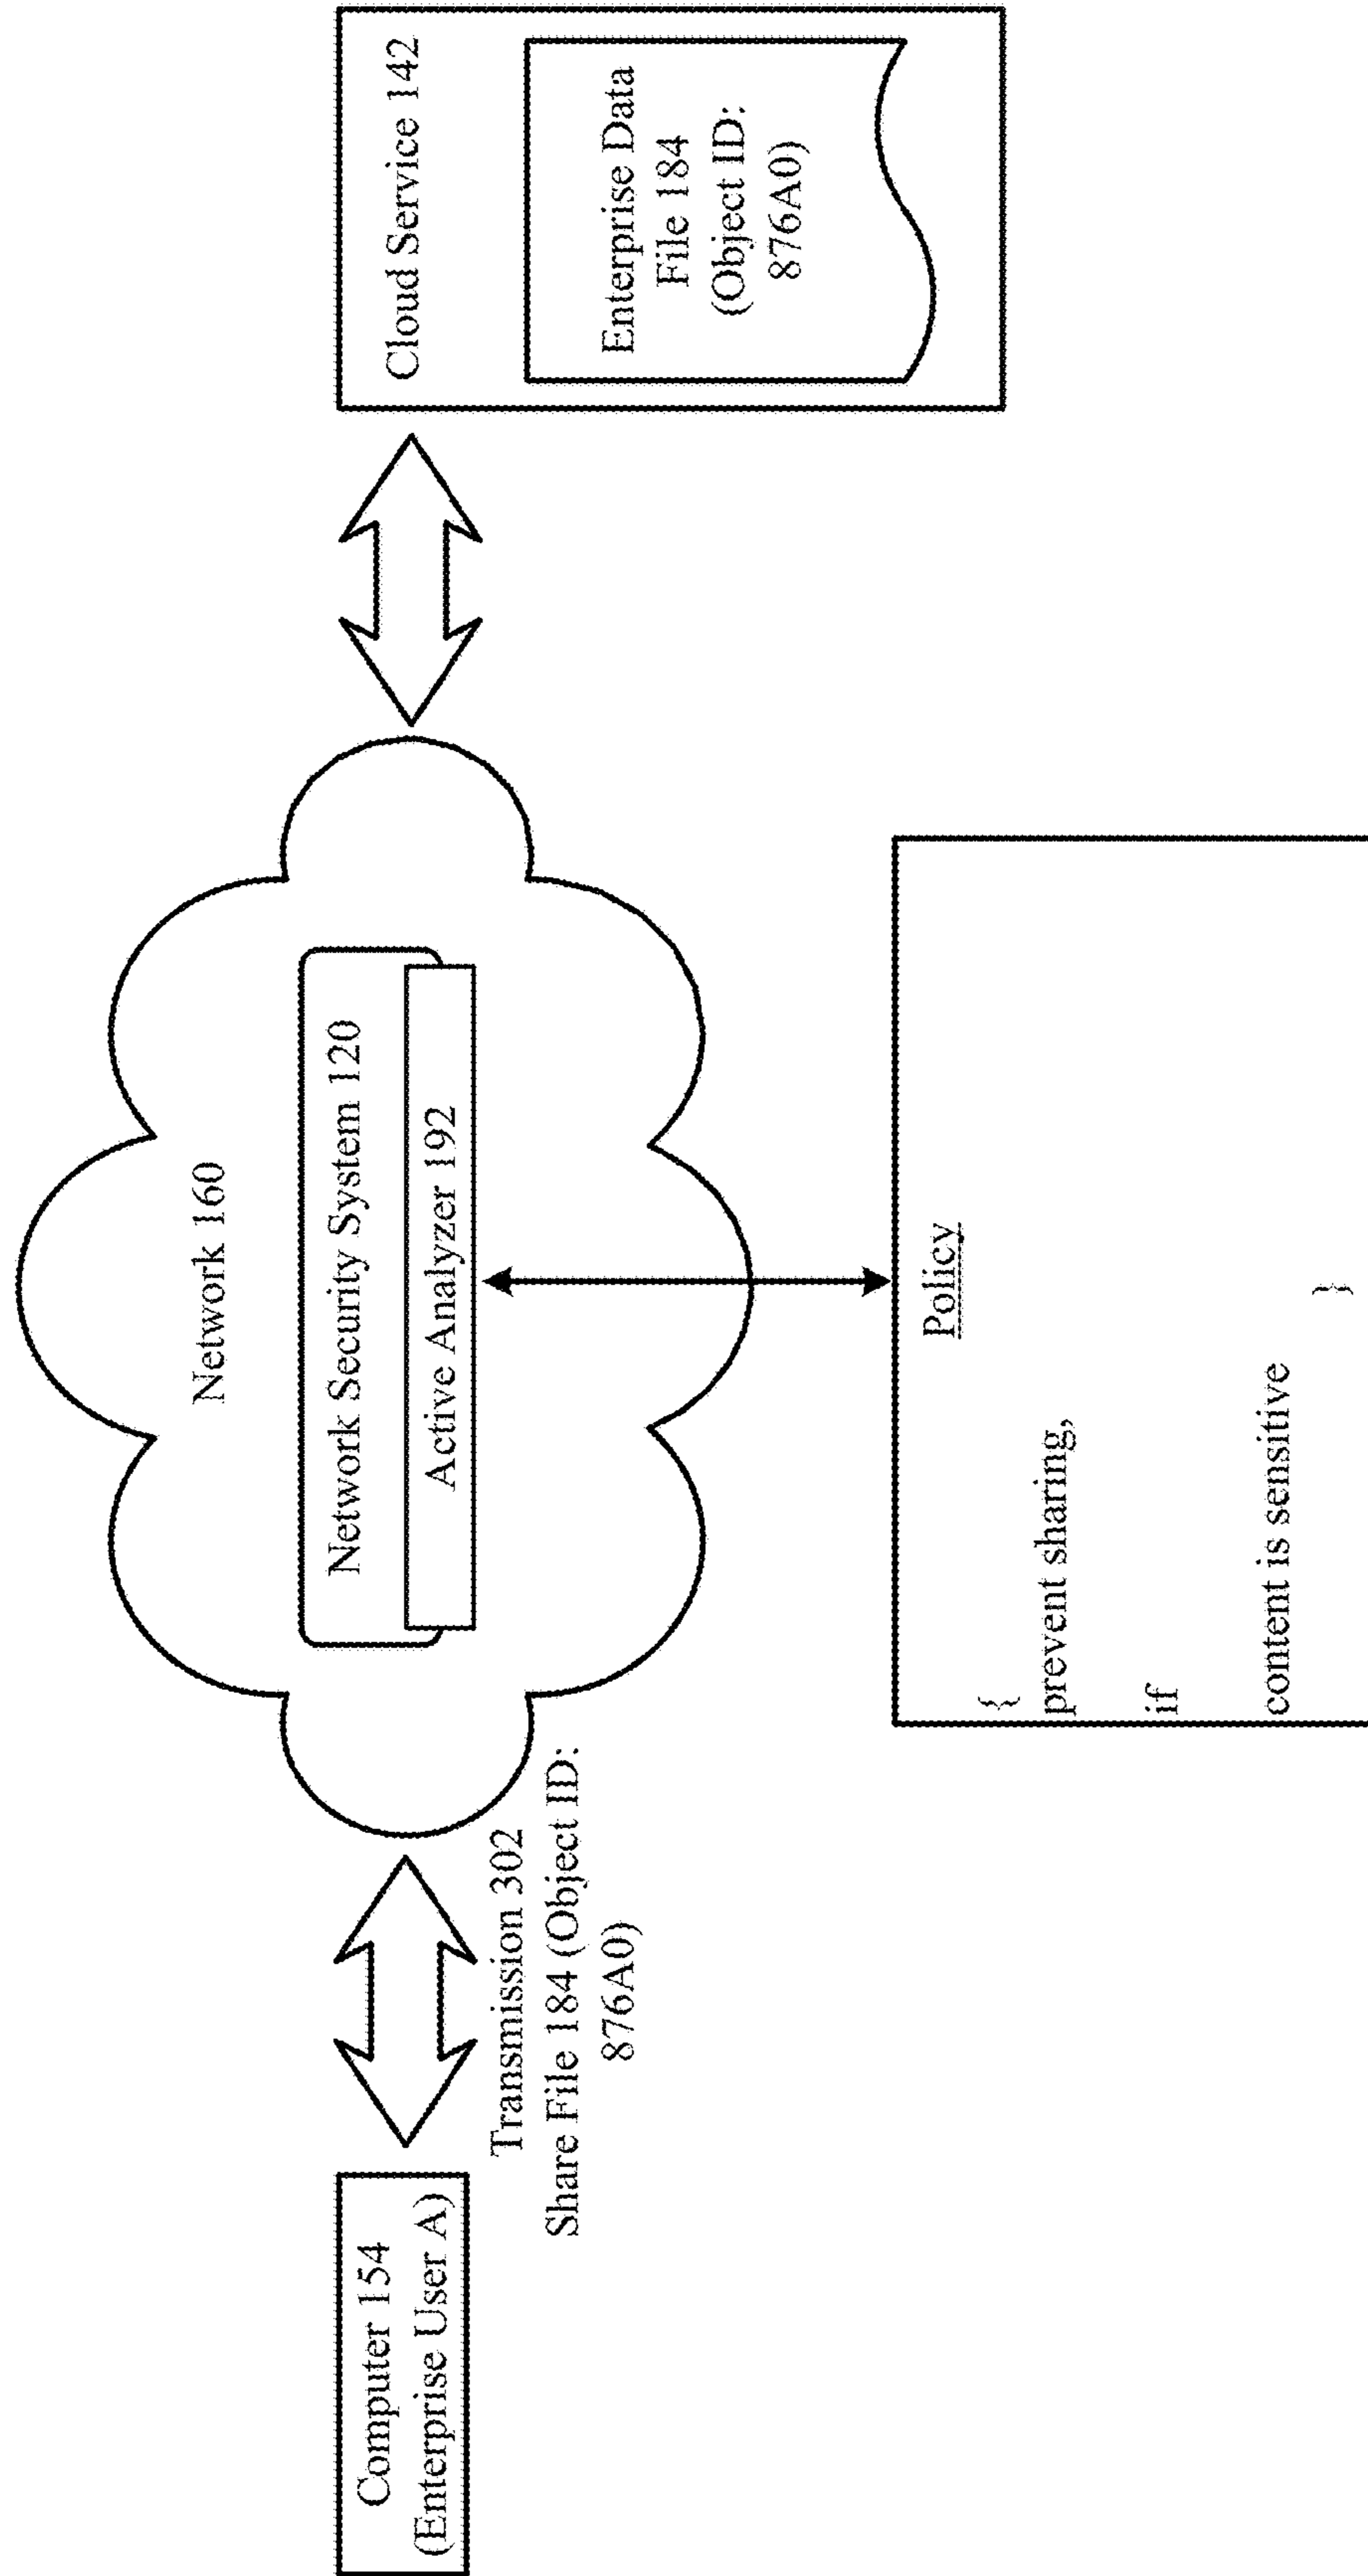 Computer 154
(Enterprise User A)
Transmission 302
Share File 184 (Object ID:
876A0)
Network 160
Network Security System 120
Active Analyzer 192
Cloud Service 142
Enterprise Data
File 184
(Object ID:
876A0)
Policy
{
prevent sharing,
if
content is sensitive
}